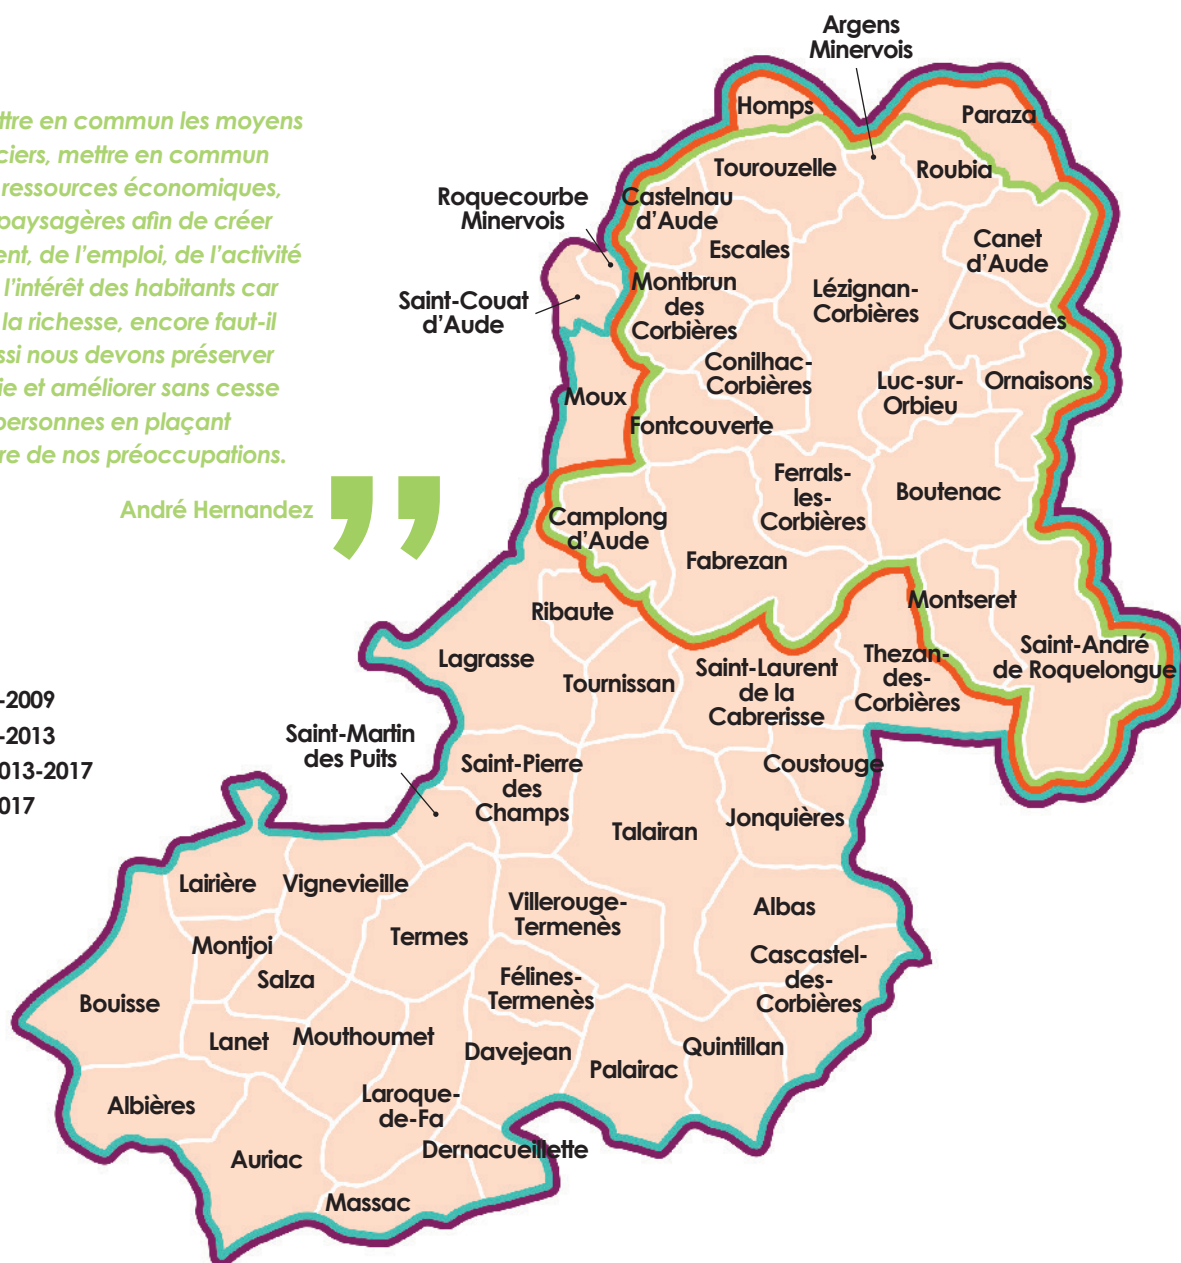 ttre en commun les moyens
ciers, mettre en commun
ressources économiques,
paysagères afin de créer
ent, de l’emploi, de l’activité
l’intérêt des habitants car
la richesse, encore faut-il
ssi nous devons préserver
ie et améliorer sans cesse
personnes en plaçant
re de nos préoccupations.
André Hernandez
”
-2009
-2013
013-2017
017
Argens
Minervois
Homps
Paraza
Tourouzelle
Roubia
Roquecourbe
Minervois
Castelnau
d’Aude
Escales
Canet
d’Aude
Saint-Couat
d’Aude
Montbrun
des
Corbières
Lézignan-
Corbières
Cruscades
Conilhac-
Corbières
Luc-sur-
Orbieu
Ornaisons
Moux
Fontcouverte
Ferrals-
les-
Corbières
Boutenac
Camplong
d’Aude
Fabrezan
Ribaute
Montseret
Lagrasse
Tournissan
Saint-Laurent
de la
Cabrerisse
Thezan-
des-
Corbières
Saint-André
de Roquelongue
Saint-Martin
des Puits
Saint-Pierre
des
Champs
Coustouge
Talairan
Jonquières
Lairière
Vignevieille
Villerouge-
Termenès
Albas
Termes
Montjoi
Salza
Félines-
Termenès
Cascastel-
des-
Corbières
Bouisse
Lanet
Mouthoumet
Davejean
Palairac
Quintillan
Albières
Laroque-
de-Fa
Auriac
Dernacueillette
Massac